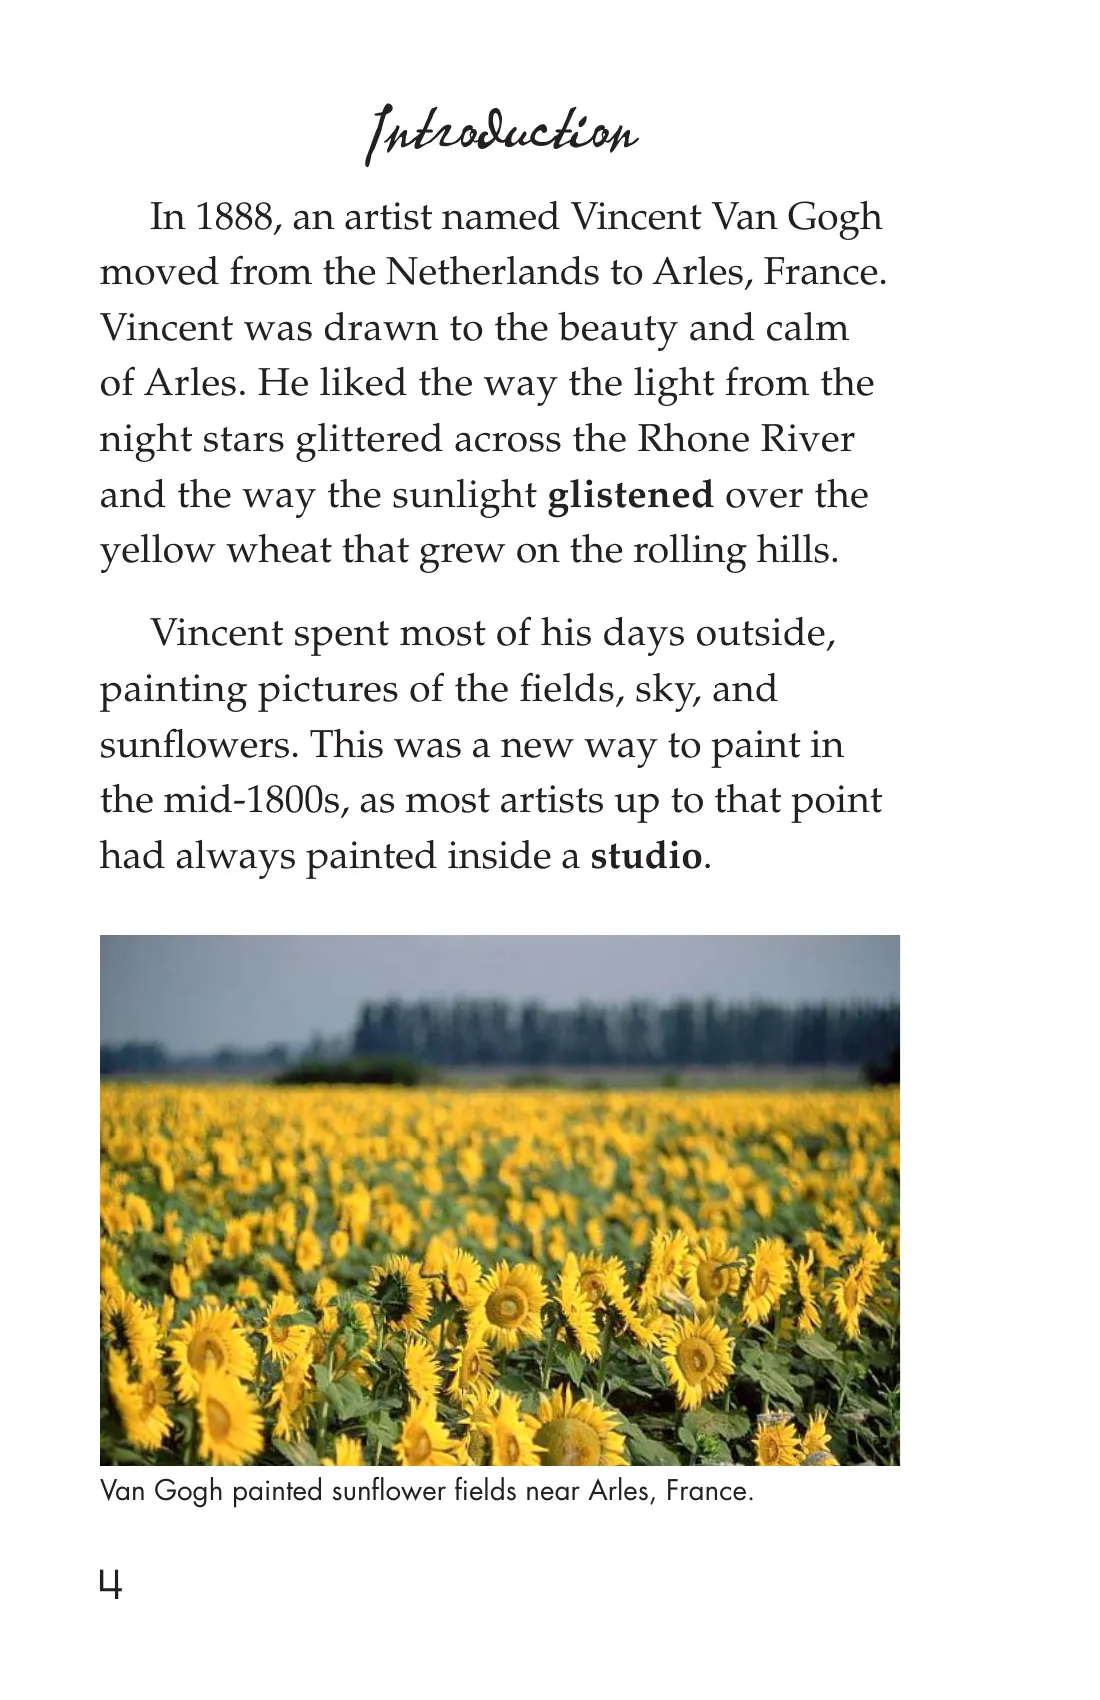 Introduction
In 1888, an artist named Vincent Van Gogh
moved from the Netherlands to Arles, France.
Vincent was drawn to the beauty and calm
of Arles. He liked the way the light from the
night stars glittered across the Rhone River
and the way the sunlight glistened over the
yellow wheat that grew on the rolling hills.
Vincent spent most of his days outside,
painting pictures of the fields, sky, and
sunflowers. This was a new way to paint in
the mid-1800s, as most artists up to that point
had always painted inside a studio.
Van Gogh painted sunflower fields near Arles, France.
4